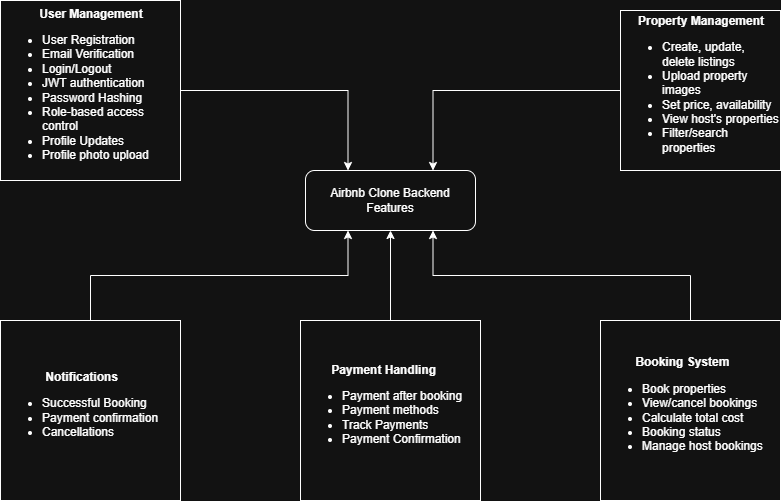 User Management
User Registration
Email Verification
Login/Logout
JWT authentication
Password Hashing
Role-based access
control
Profile Updates
Profile photo upload
Property Management
Create, update,
delete listings
Upload property
images
Set price, availability
View host's properties
Filter/search
properties
Airbnb Clone Backend
Features
Notifications
Successful Booking
Payment confirmation
Cancellations
Payment Handling
Payment after booking
Payment methods
Track Payments
Payment Confirmation
Booking System
Book properties
View/cancel bookings
Calculate total cost
Booking status
Manage host bookings